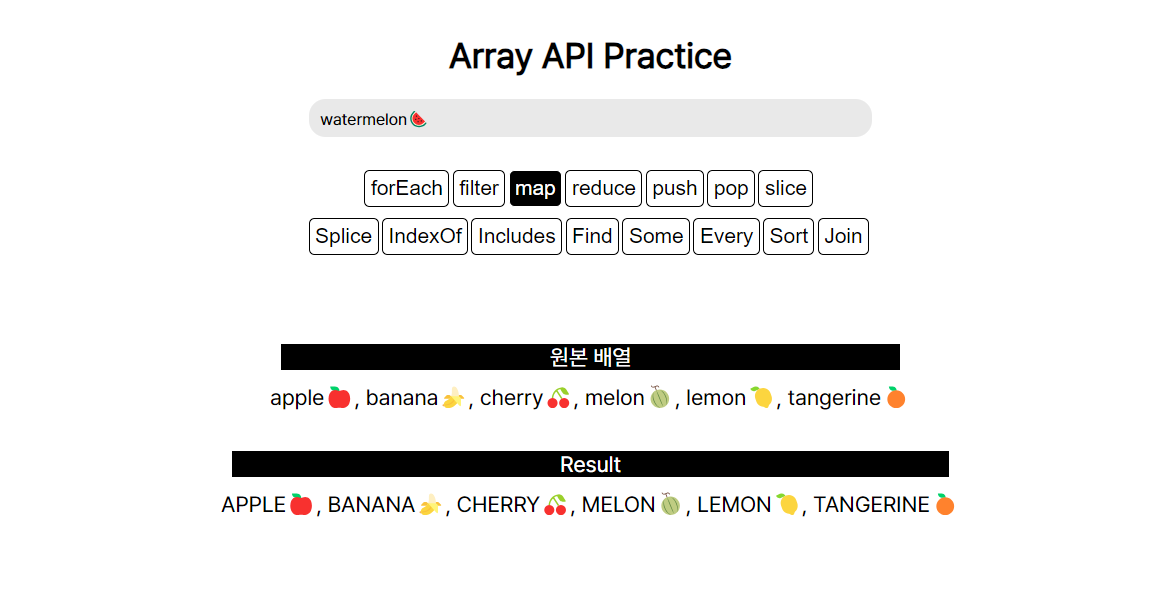 Array API Practice
watermelon🍉
forEach filter map reduce push pop slice
Splice IndexOf Includes Find Some Every Sort Join
원본 배열
apple🍎, banana🍌, cherry🍒, melon🍈, lemon🍋, tangerine🍊
Result
APPLE🍎, BANANA🍌, CHERRY🍒, MELON🍈, LEMON🍋, TANGERINE🍊